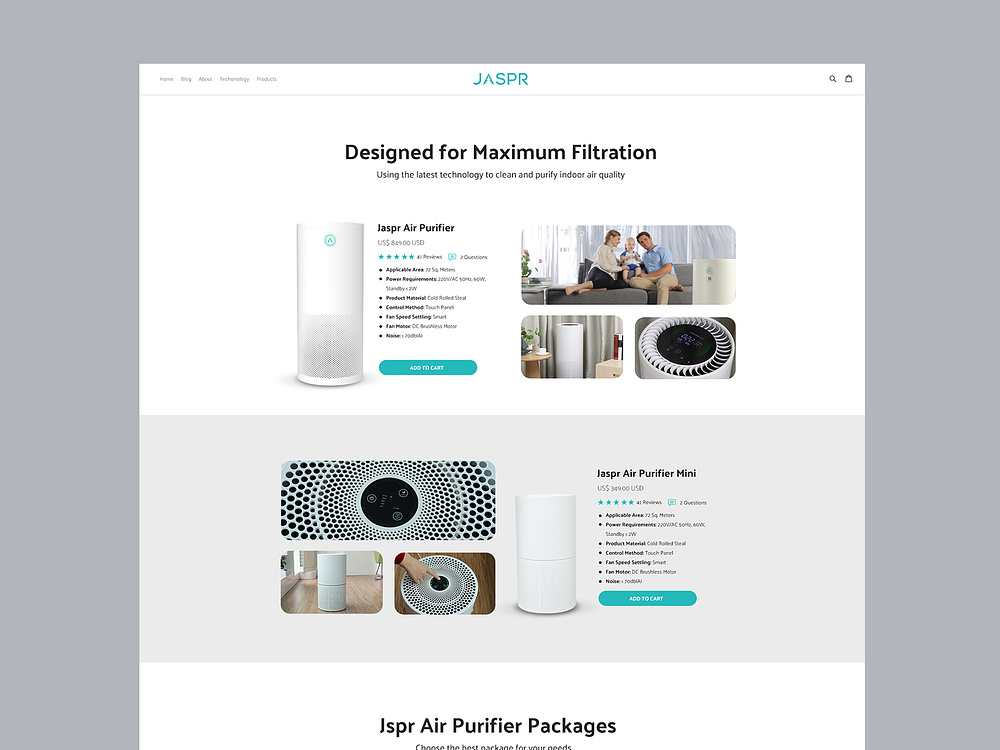 Home Blog About Techonology Products
JASPR
Designed for Maximum Filtration
Using the latest technology to clean and purify indoor air quality
Jaspr Air Purifier
US$ 849.00 USD
41 Reviews 2 Questions
Applicable Area: 72 Sq. Meters
Power Requirements: 220V/AC 50Hz, 60W,
Standby ≤ 2W
Product Material: Cold Rolled Steal
Control Method: Touch Panel
Fan Speed Settling: Smart
Fan Motor: DC Brushless Motor
Noise: ≤ 70db(A)
ADD TO CART
Jaspr Air Purifier Mini
US$ 349.00 USD
41 Reviews 2 Questions
Applicable Area: 72 Sq. Meters
Power Requirements: 220V/AC 50Hz, 60W,
Standby ≤ 2W
Product Material: Cold Rolled Steal
Control Method: Touch Panel
Fan Speed Settling: Smart
Fan Motor: DC Brushless Motor
Noise: ≤ 70db(A)
ADD TO CART
Jspr Air Purifier Packages
Choose the best package for your needs